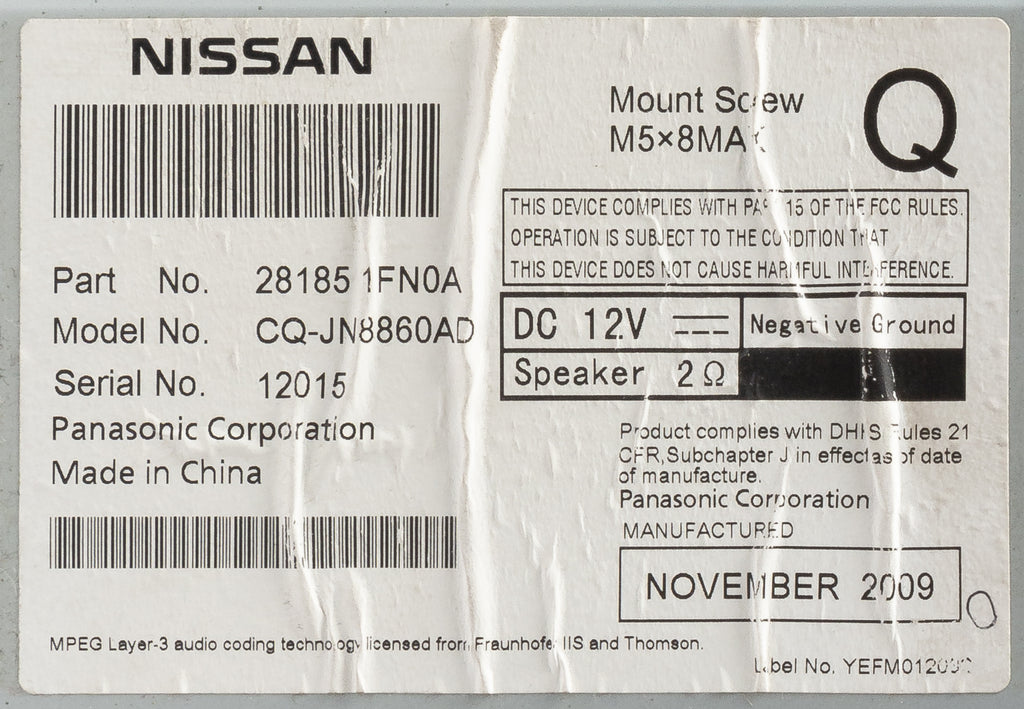 NISSAN
Part No. 28185 1FN0A
Model No. CQ-JN8860AD
Serial No. 12015
Panasonic Corporation
Made in China
MPEG Layer-3 audio coding technology licensed from Fraunhofer IIS and Thomson.
Mount Screw
M5×8MAX
Q
THIS DEVICE COMPLIES WITH PART 15 OF THE FCC RULES.
OPERATION IS SUBJECT TO THE CONDITION THAT
THIS DEVICE DOES NOT CAUSE HARMFUL INTERFERENCE.
DC 12V Negative Ground
Speaker 2Ω
Product complies with DHHS Rules 21
CFR,Subchapter J in effect as of date
of manufacture.
Panasonic Corporation
MANUFACTURED
NOVEMBER 2009
Label No.